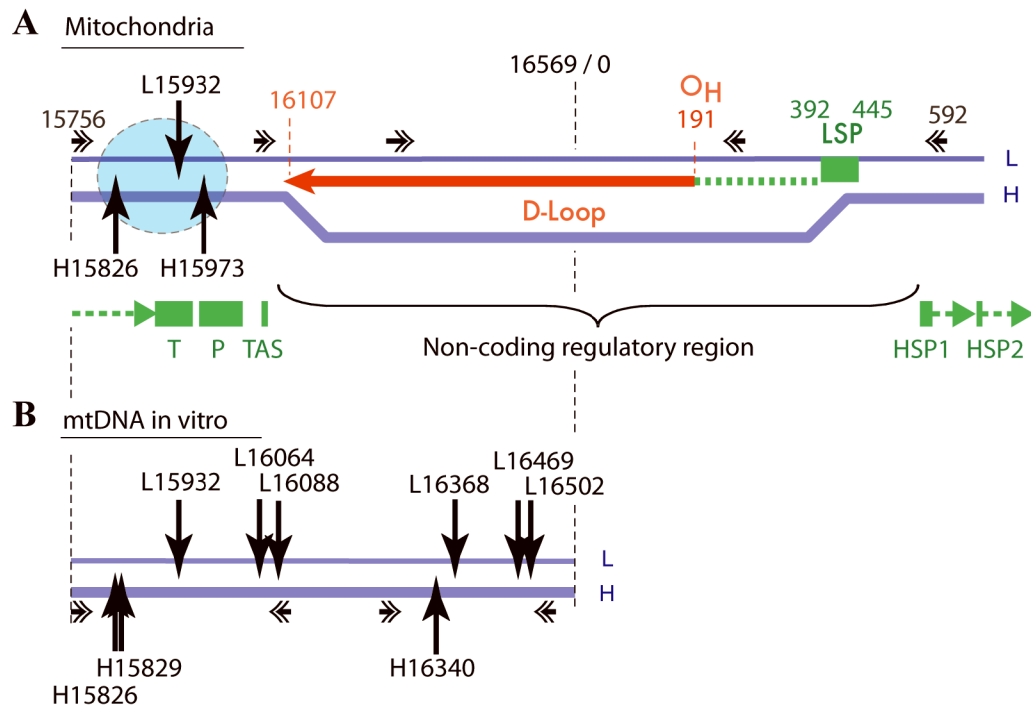 A Mitochondria
L15932
15756
16107
16569 / 0
OH
191
392 445
LSP
592
L
H
D-Loop
H15826 H15973
T P TAS
Non-coding regulatory region
HSP1 HSP2
B mtDNA in vitro
L16064
L15932 L16088
L16469
L16368 L16502
L
H
H15829
H15826
H16340